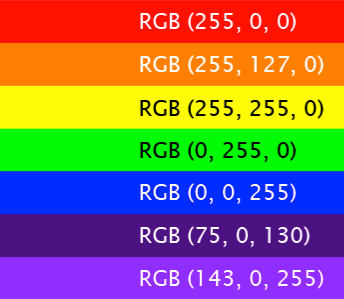 RGB (255, 0, 0)
RGB (255, 127, 0)
RGB (255, 255, 0)
RGB (0, 255, 0)
RGB (0, 0, 255)
RGB (75, 0, 130)
RGB (143, 0, 255)